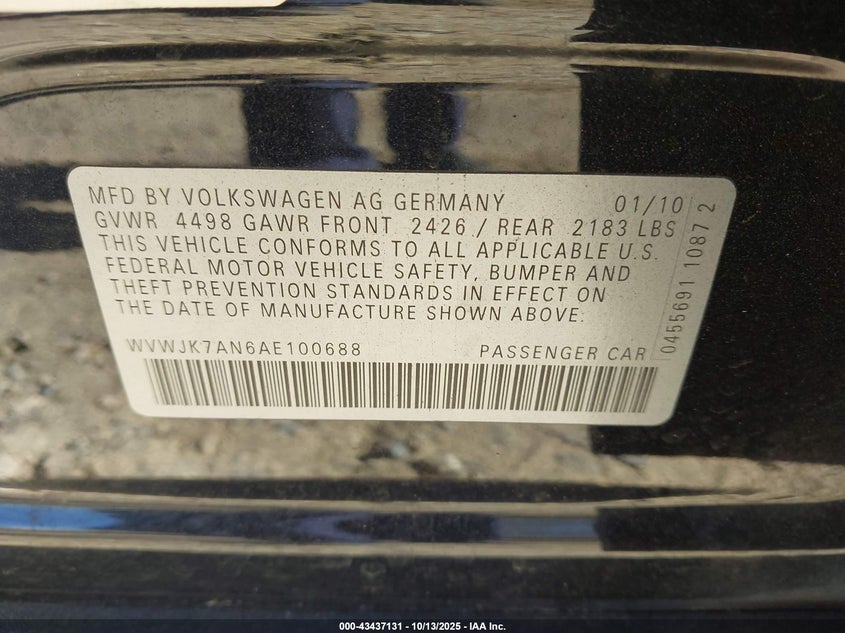 MFD BY VOLKSWAGEN AG GERMANY 01/10
GVWR 4498 GAWR FRONT 2426 / REAR 2183 LBS
THIS VEHICLE CONFORMS TO ALL APPLICABLE U.S.
FEDERAL MOTOR VEHICLE SAFETY, BUMPER AND
THEFT PREVENTION STANDARDS IN EFFECT ON
THE DATE OF MANUFACTURE SHOWN ABOVE:
WVWJK7AN6AE100688 PASSENGER CAR
0455691 1087 2
000-43437131 - 10/13/2025 - IAA Inc.